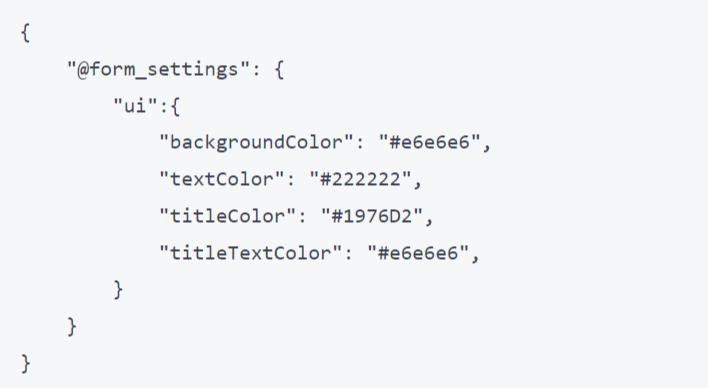 {
"@form_settings": {
"ui":{
"backgroundColor": "#e6e6e6",
"textColor": "#222222",
"titleColor": "#1976D2",
"titleTextColor": "#e6e6e6",
}
}
}